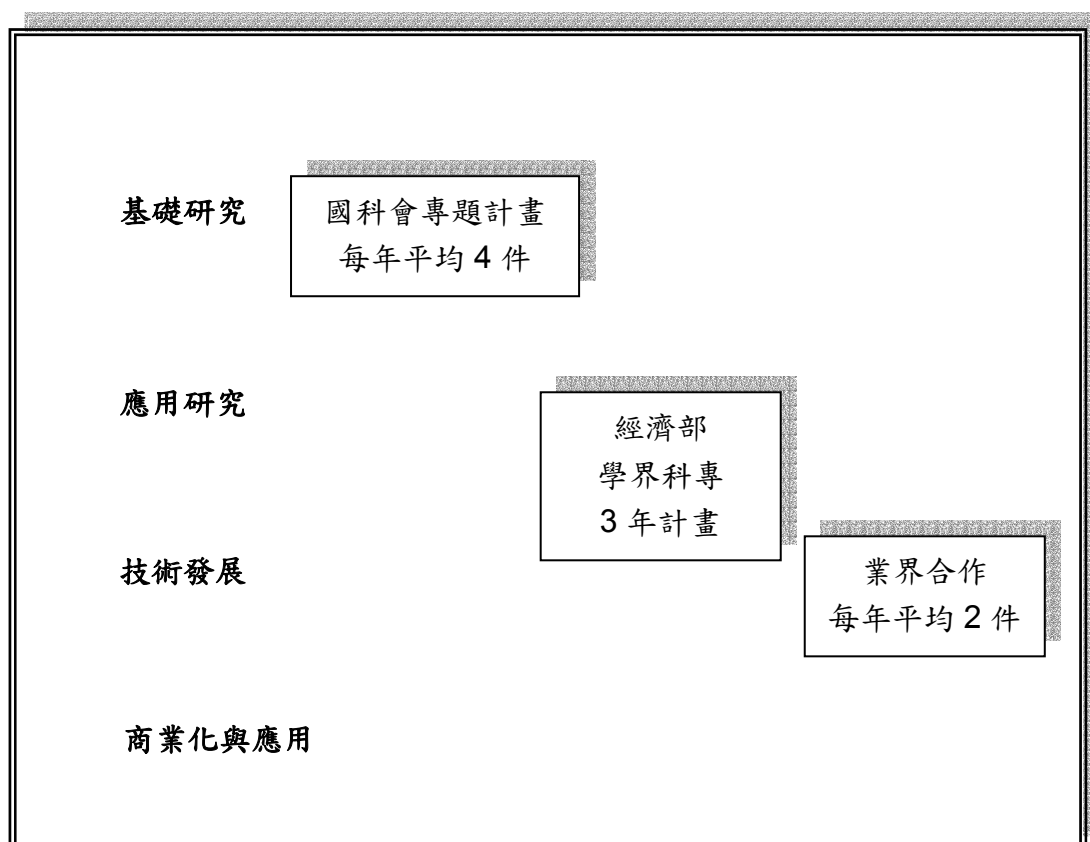 基礎研究
國科會專題計畫
每年平均 4 件
應用研究
經濟部
學界科專
3 年計畫
技術發展
業界合作
每年平均 2 件
商業化與應用